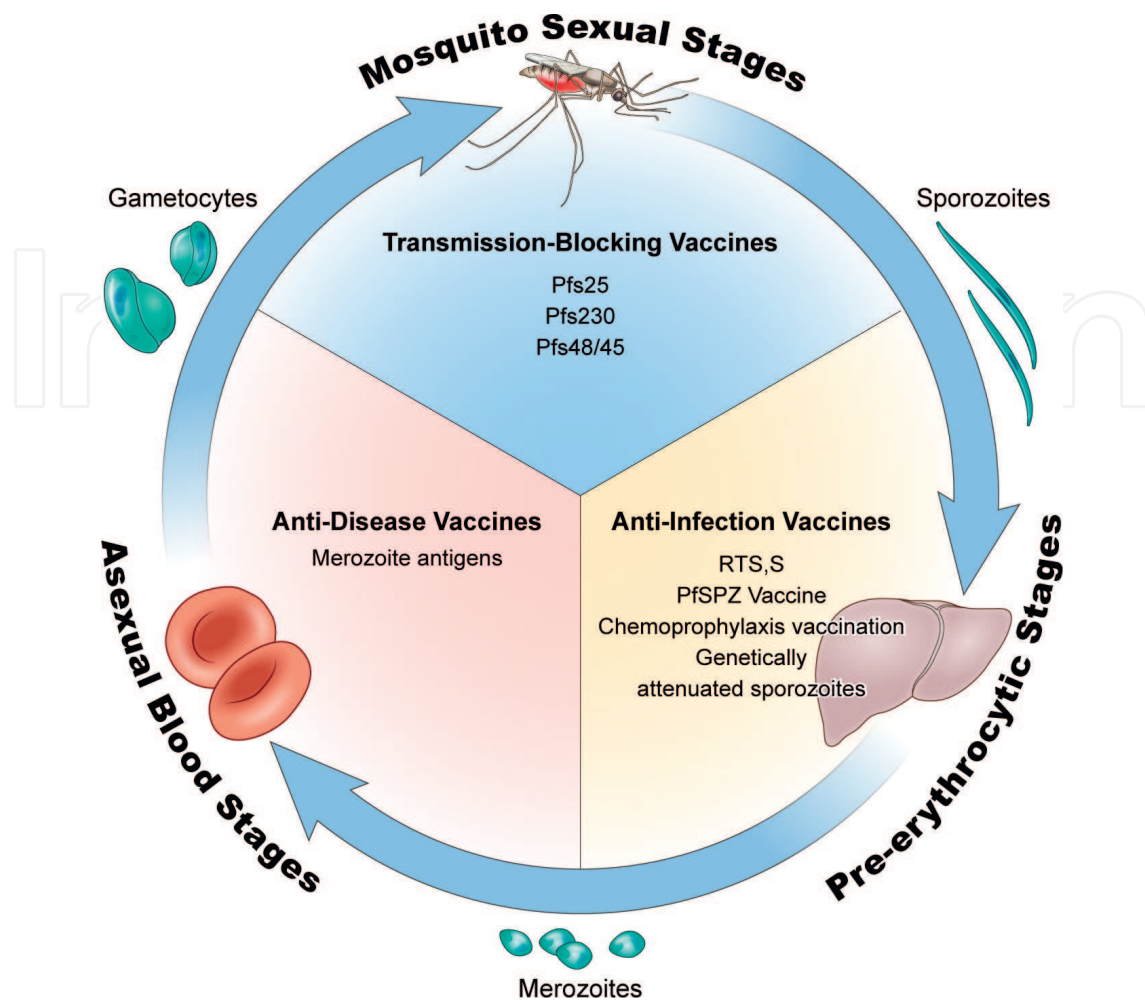 Mosquito Sexual Stages
Gametocytes
Sporozoites
Transmission-Blocking Vaccines
Pfs25
Pfs230
Pfs48/45
Anti-Disease Vaccines
Merozoite antigens
Anti-Infection Vaccines
RTS,S
PfSPZ Vaccine
Chemoprophylaxis vaccination
Genetically
attenuated sporozoites
Asexual Blood Stages
Pre-erythrocytic Stages
Merozoites